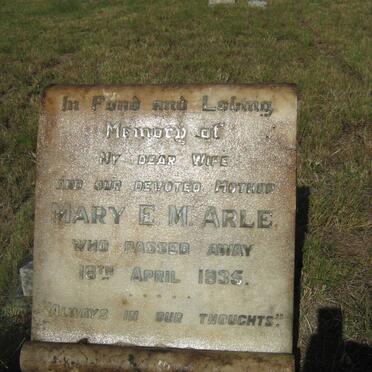 In Fond and Loving
Memory of
My Dear Wife
and our devoted Mother
MARY E. M. ARLE.
who passed away
18th April 1935.
"Always in our thoughts".